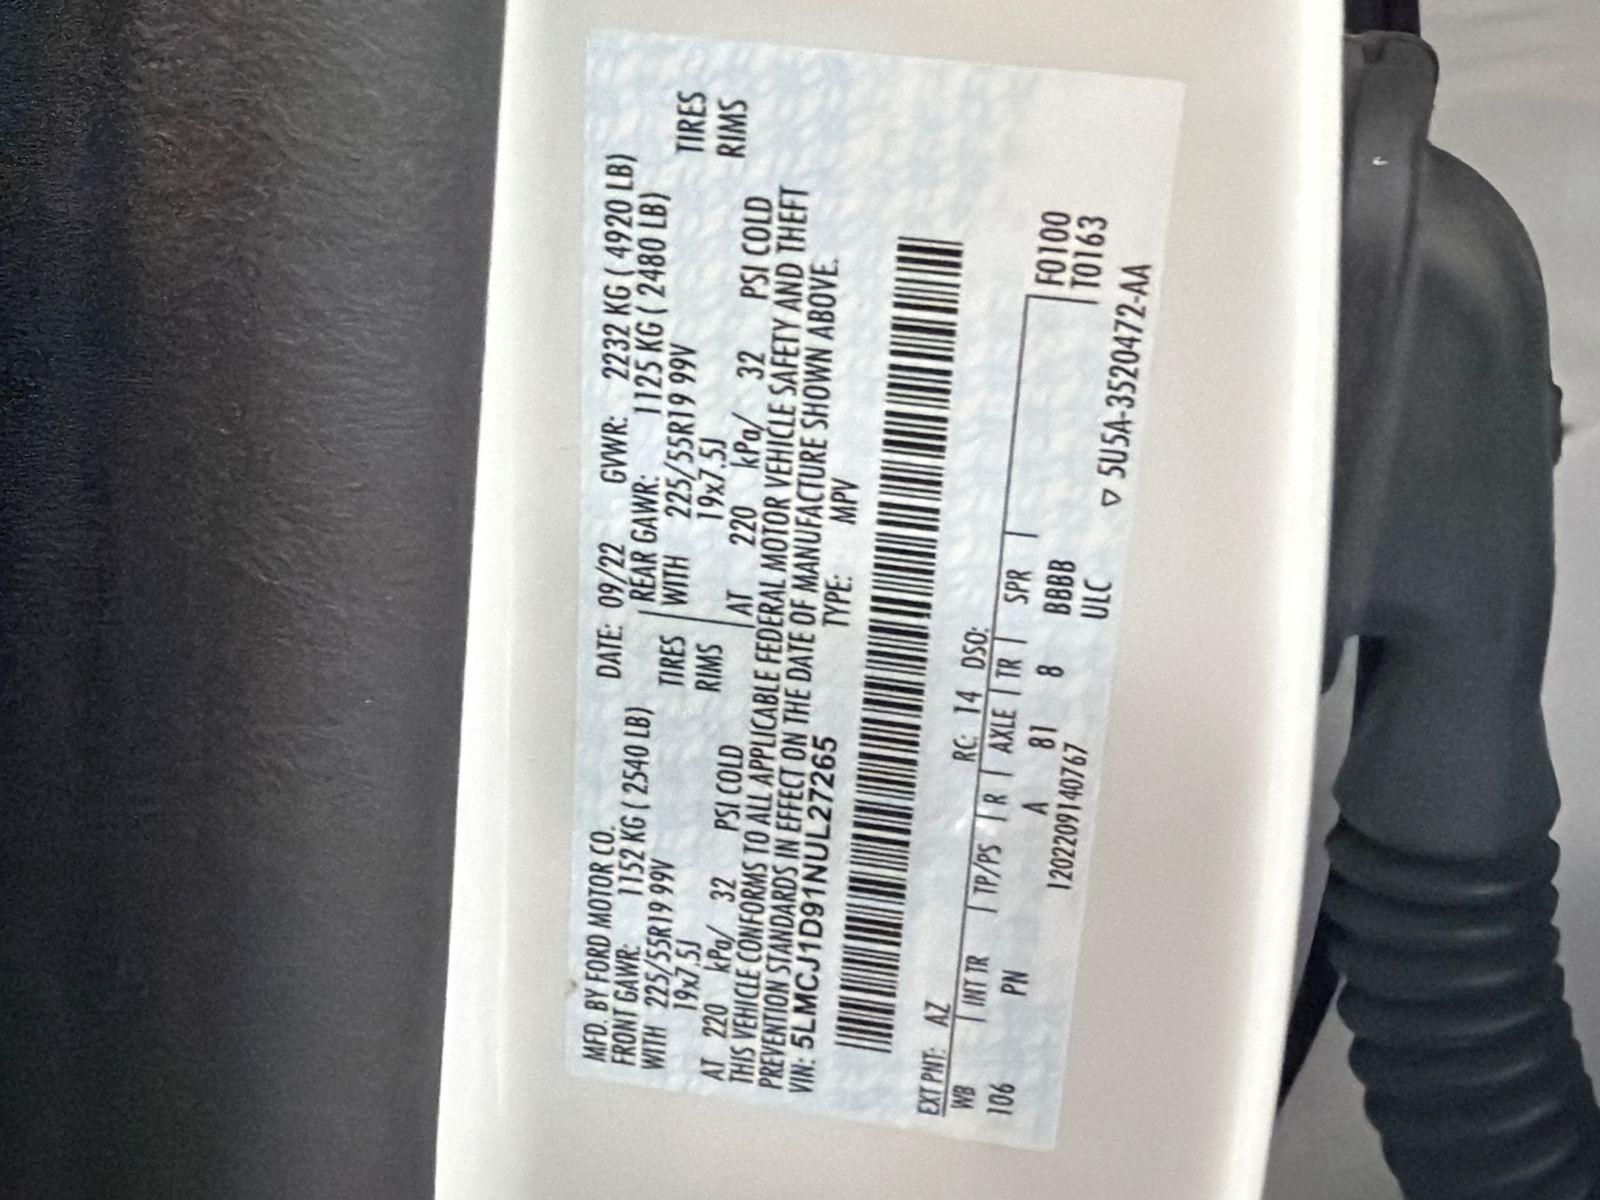 MFD. BY FORD MOTOR CO. DATE: 09/22 GVWR: 2232 KG ( 4920 LB)
FRONT GAWR: 1152 KG ( 2540 LB) REAR GAWR: 1125 KG ( 2480 LB)
WITH 225/55R19 99V TIRES WITH 225/55R19 99V TIRES
19x7.5J RIMS 19x7.5J RIMS
AT 220 kPa/ 32 PSI COLD AT 220 kPa/ 32 PSI COLD
THIS VEHICLE CONFORMS TO ALL APPLICABLE FEDERAL MOTOR VEHICLE SAFETY AND THEFT
PREVENTION STANDARDS IN EFFECT ON THE DATE OF MANUFACTURE SHOWN ABOVE.
VIN: 5LMCJ1D91NUL27265 TYPE: MPV
EXT PNT: AZ RC: 14 DSO:
WB INT TR TP/PS R AXLE TR SPR F0100
106 PN A 81 8 BBBB T0163
120220914​0767 ULC
▽ 5U5A-3520472-AA